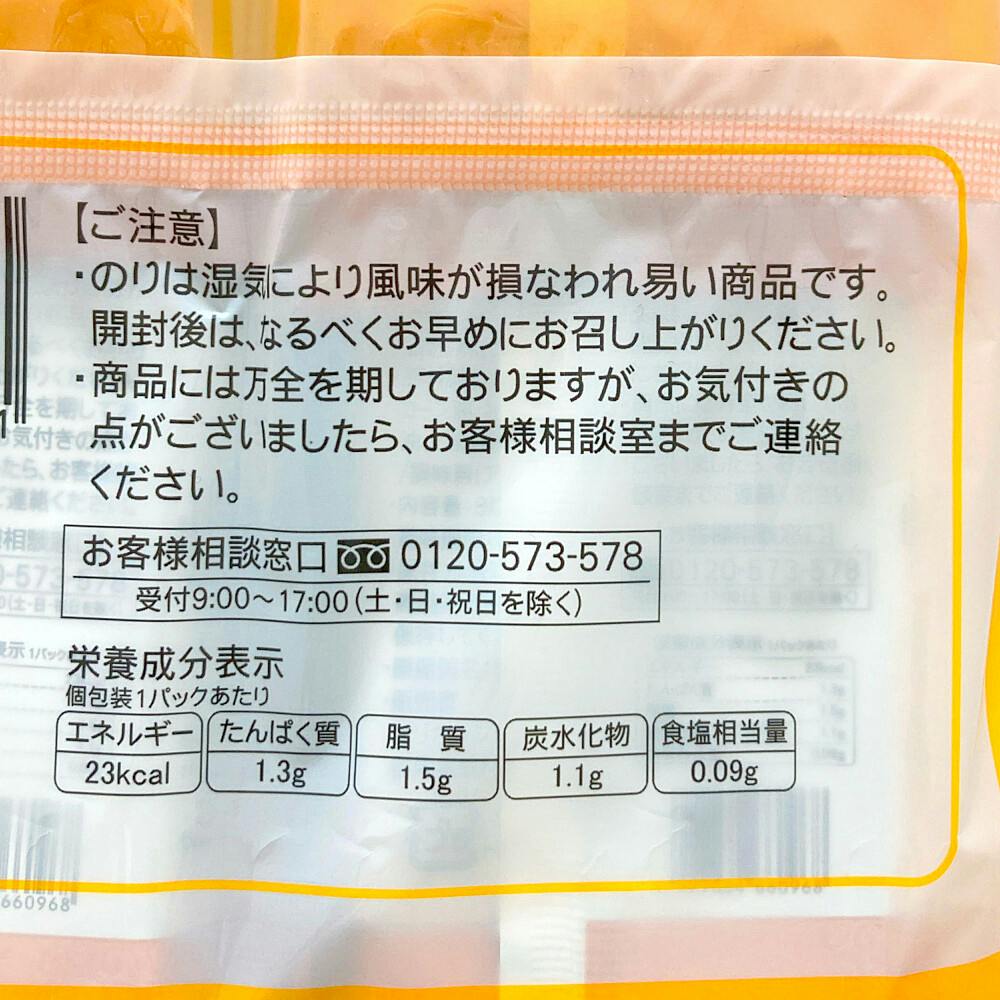 【ご注意】
・のりは湿気により風味が損なわれ易い商品です。
開封後は、なるべくお早めにお召し上がりください。
・商品には万全を期しておりますが、お気付きの
点がございましたら、お客様相談室までご連絡
ください。
お客様相談窓口 0120-573-578
受付9:00〜17:00(土・日・祝日を除く)
栄養成分表示
個包装1パックあたり
エネルギー たんぱく質 脂 質 炭水化物 食塩相当量
23kcal 1.3g 1.5g 1.1g 0.09g
660968